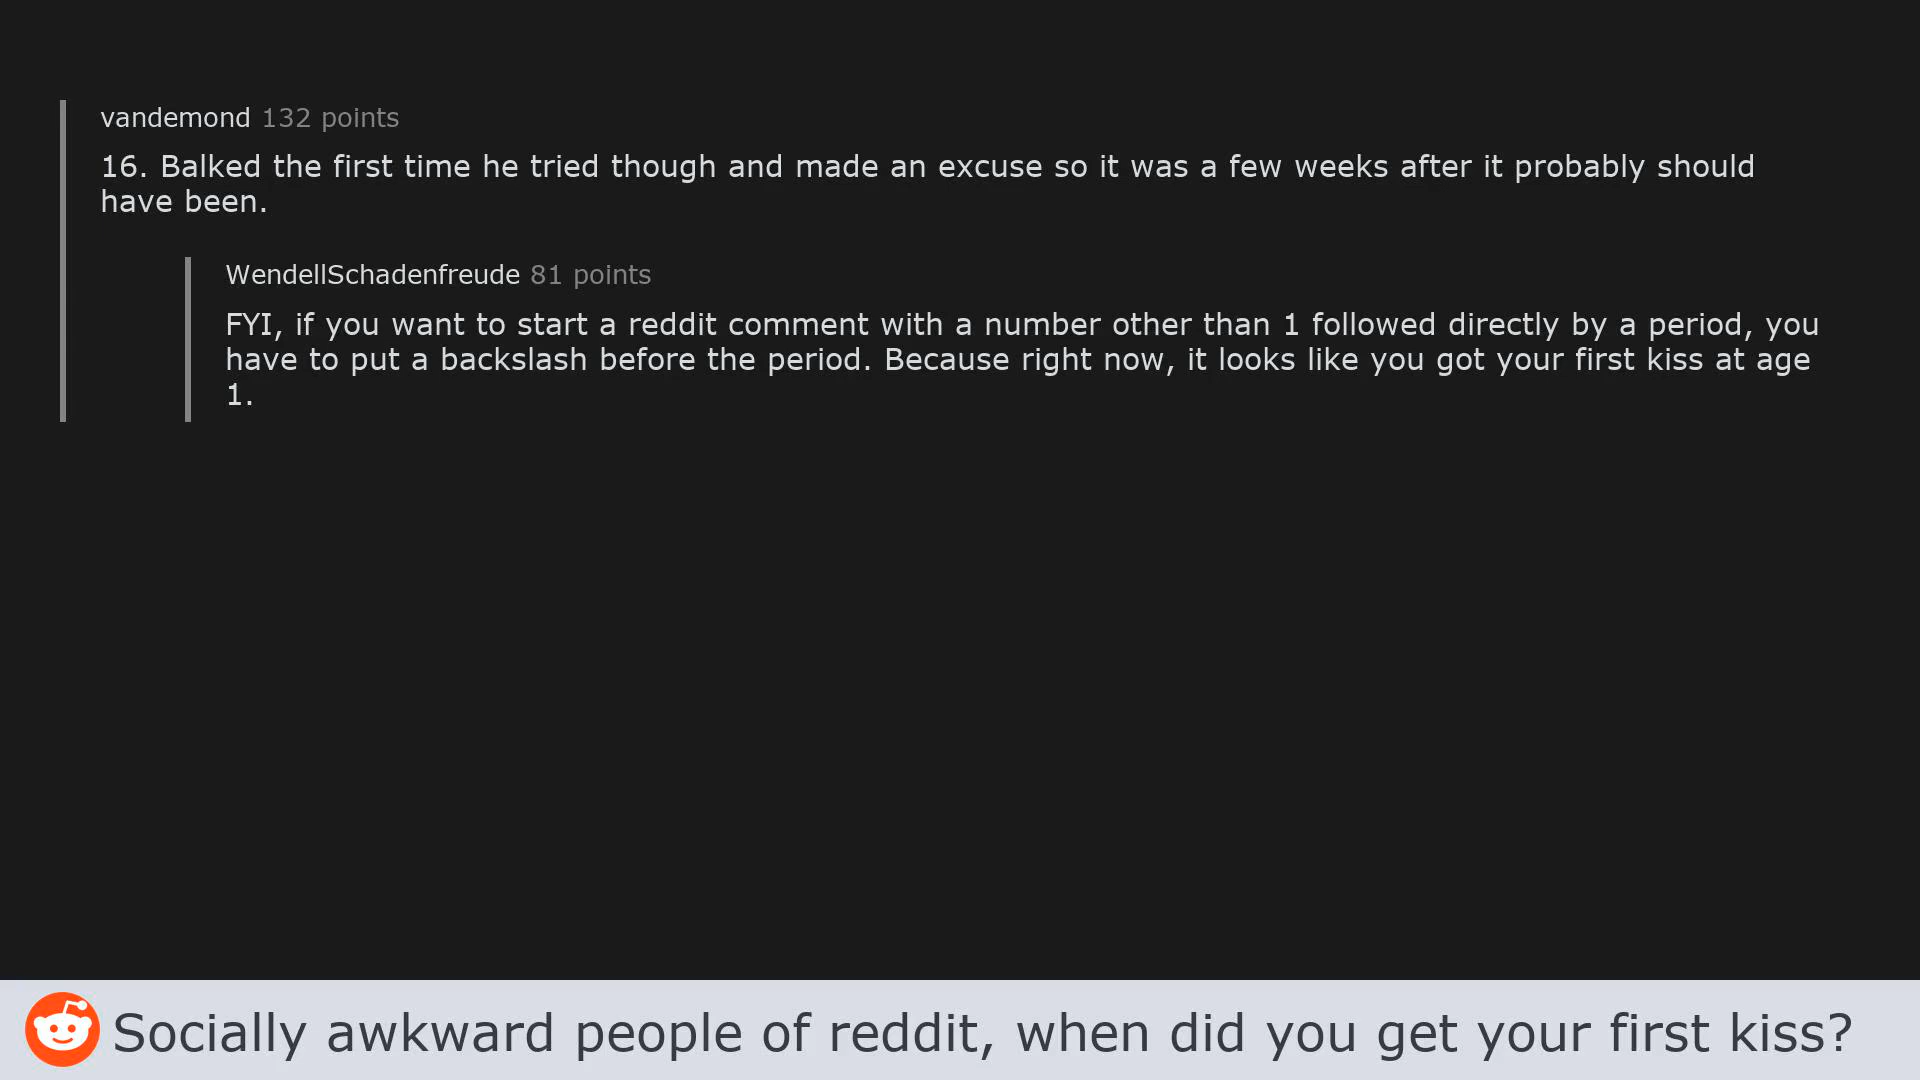 vandemond 132 points
16. Balked the first time he tried though and made an excuse so it was a few weeks after it probably should
have been.
WendellSchadenfreude 81 points
FYI, if you want to start a reddit comment with a number other than 1 followed directly by a period, you
have to put a backslash before the period. Because right now, it looks like you got your first kiss at age
1.
Socially awkward people of reddit, when did you get your first kiss?